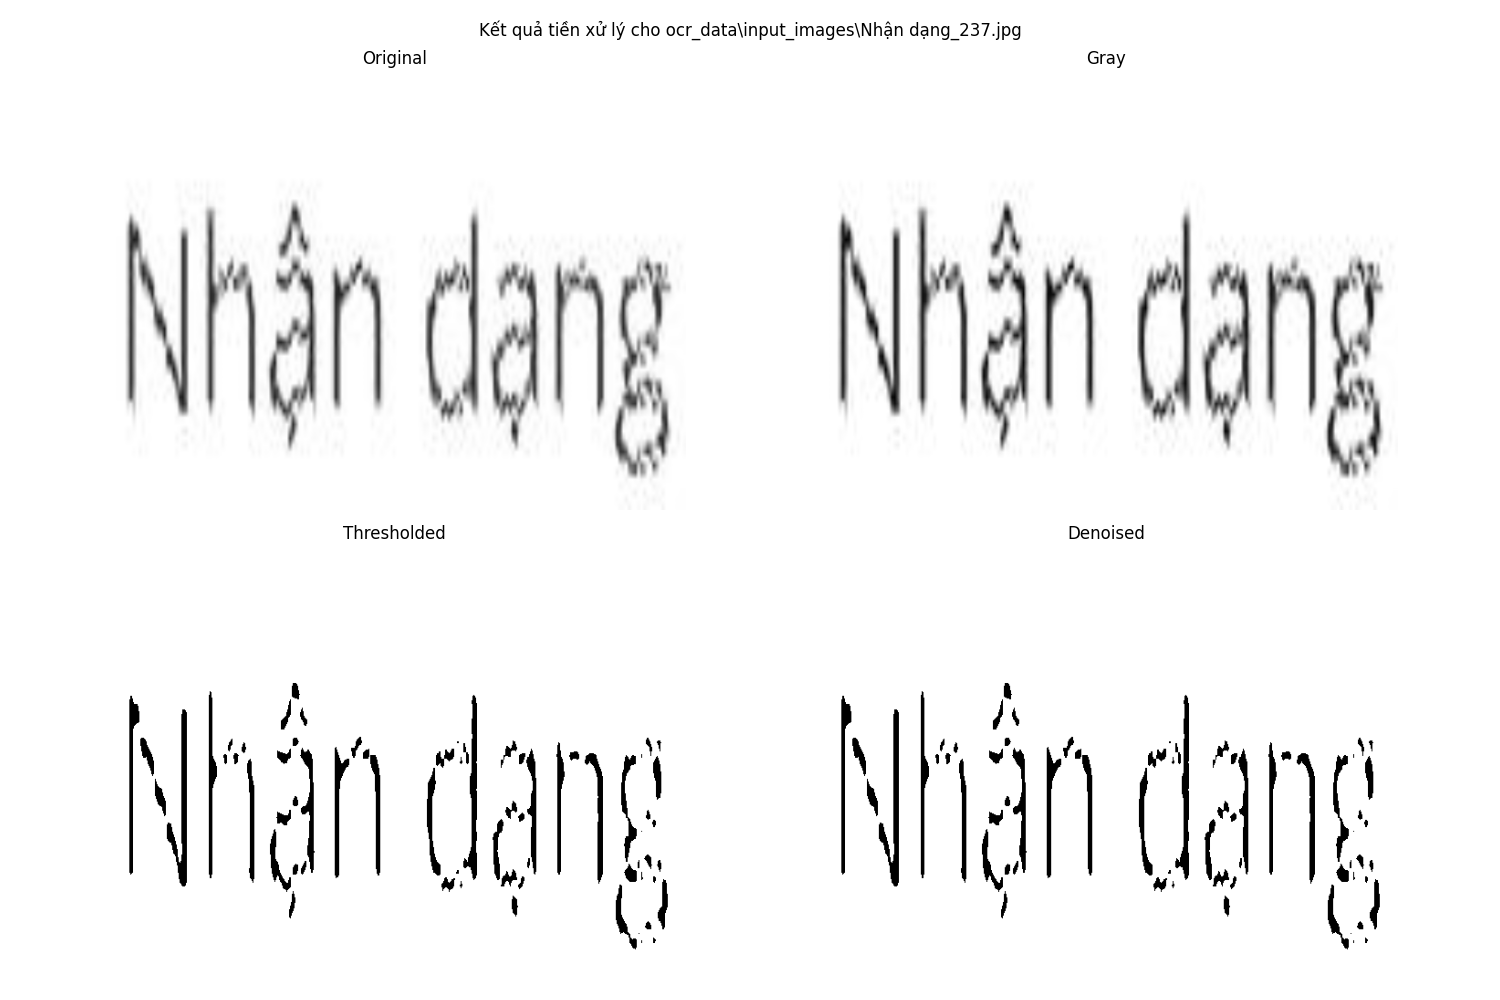 Kết quả tiền xử lý cho ocr_data\input_images\Nhận dạng_237.jpg
Original
Gray
Nhận dạng
Nhận dạng
Thresholded
Denoised
Nhận dạng
Nhận dạng